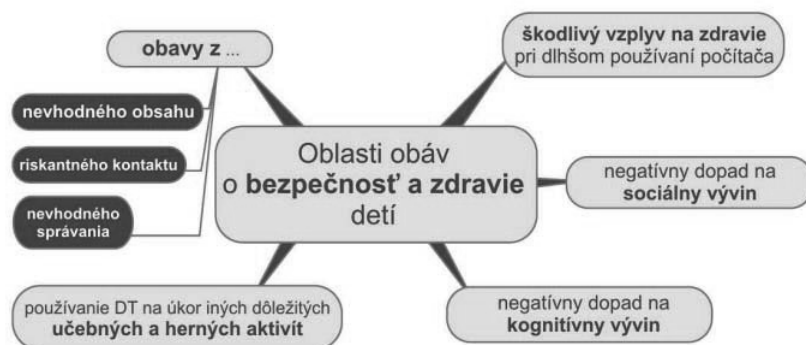 obavy z ...
nevhodného obsahu
riskantného kontaktu
nevhodného
správania
škodlivý vzplyv na zdravie
pri dlhšom používaní počítača
Oblasti obáv
o bezpečnosť a zdravie
detí
negatívny dopad na
sociálny vývin
používanie DT na úkor iných dôležitých
učebných a herných aktivít
negatívny dopad na
kognitívny vývin